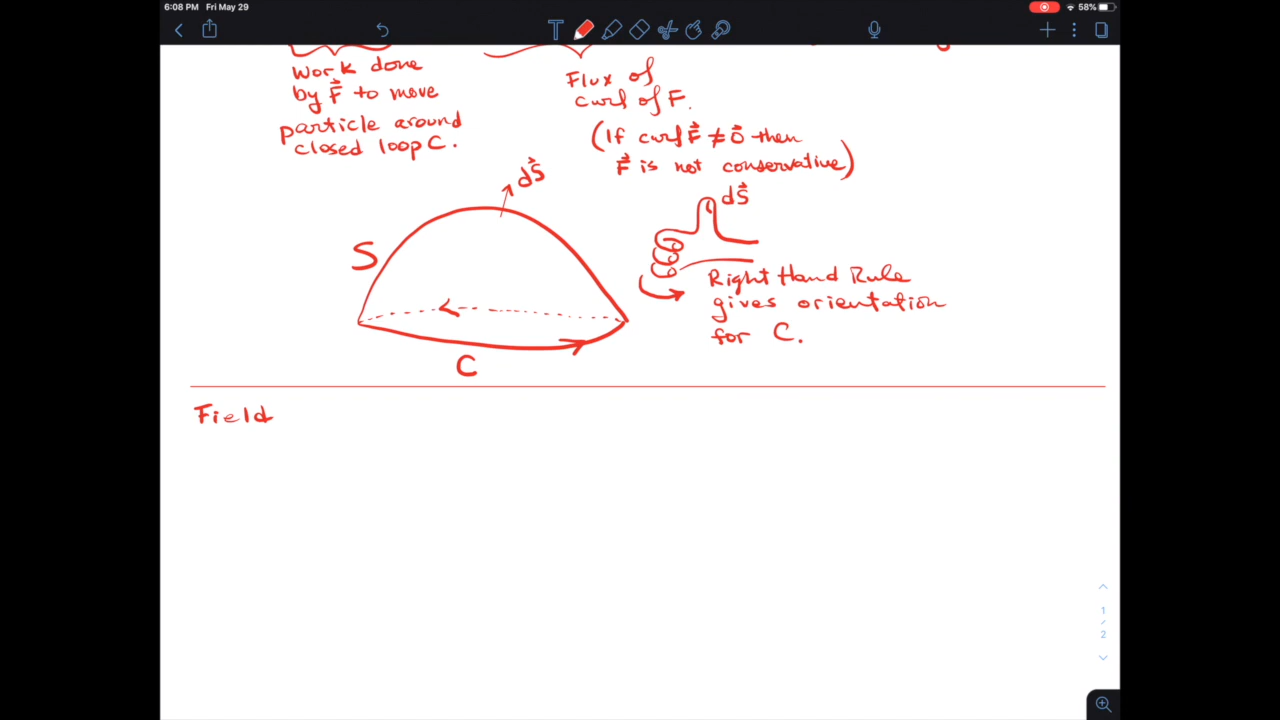 6:08 PM Fri May 29
58%
Work done
by F⃗ to move
particle around
closed loop C.
Flux of
curl of F.
(If curl F⃗ ≠ 0⃗ then
F⃗ is not conservative)
dS⃗
dS⃗
S
Right Hand Rule
gives orientation
for C.
C
Field
1
/
2